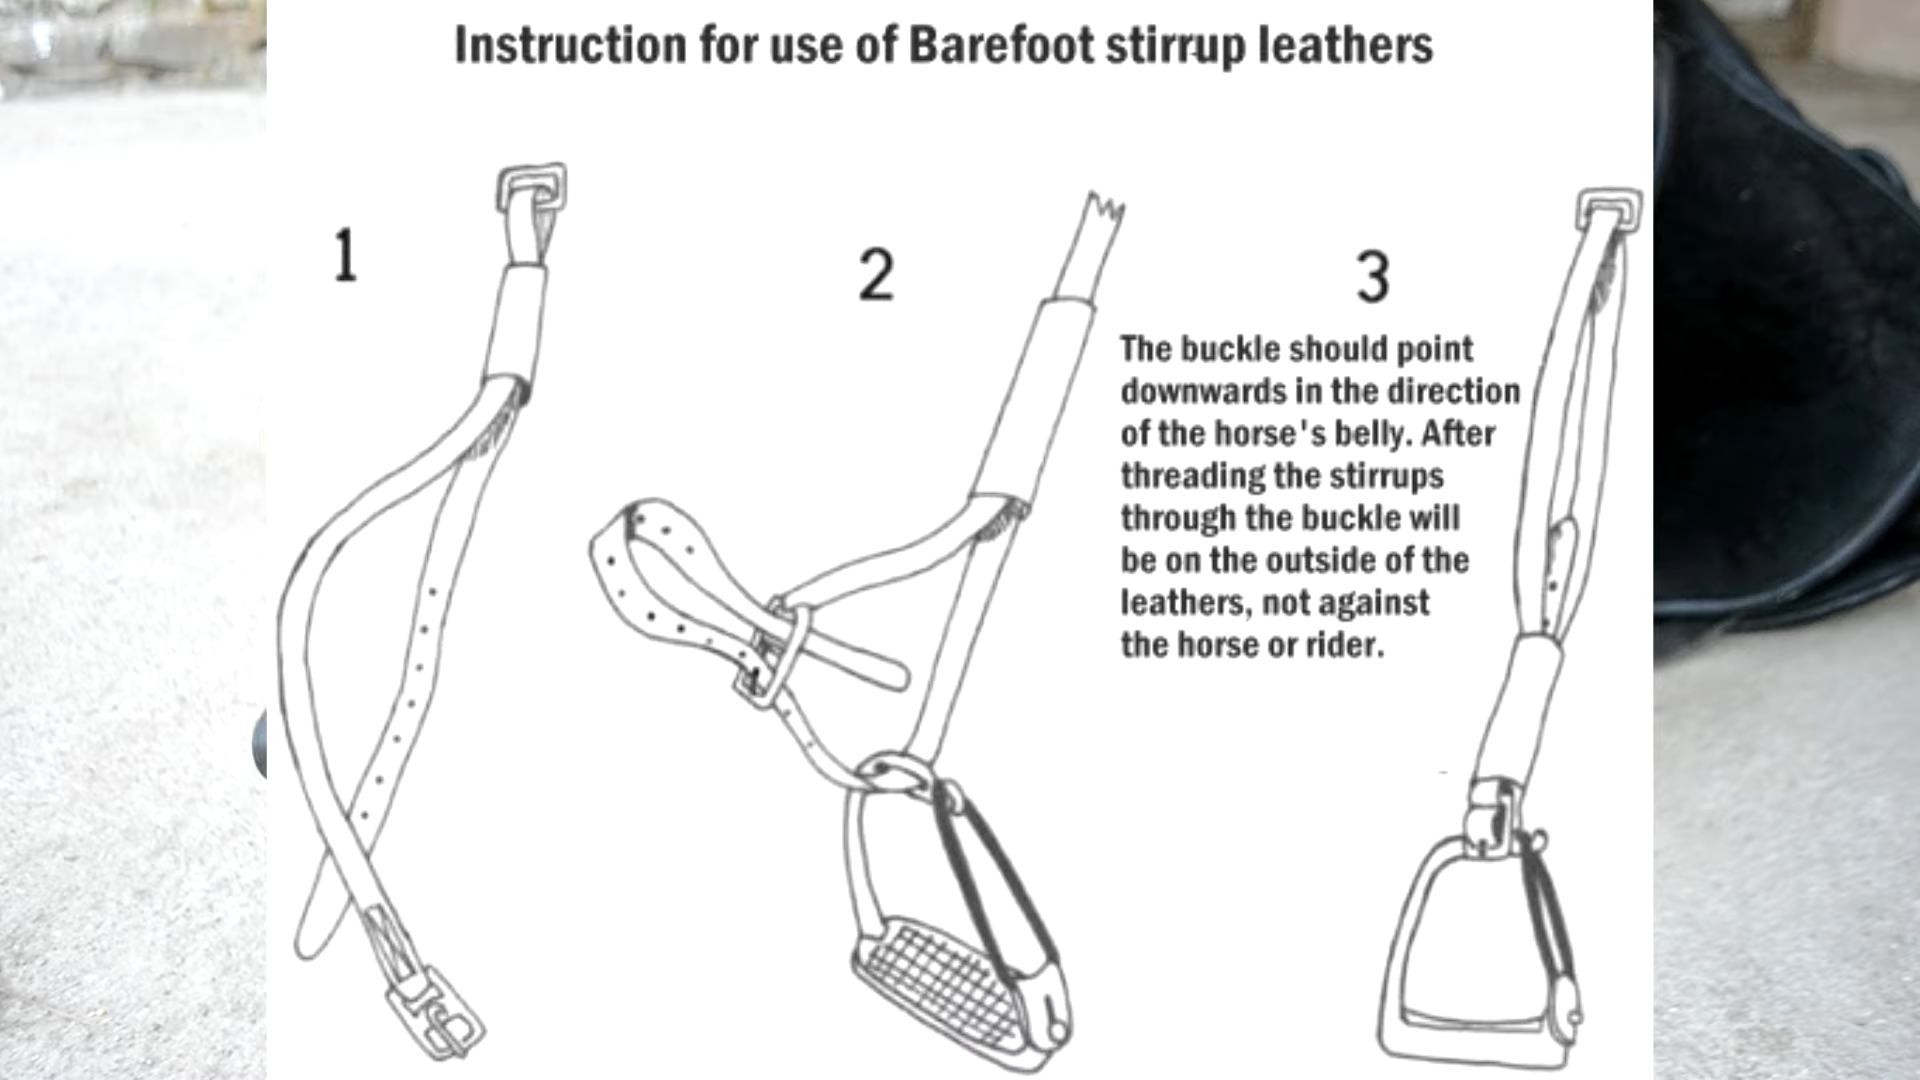 Instruction for use of Barefoot stirrup leathers
1
2
3
The buckle should point
downwards in the direction
of the horse's belly. After
threading the stirrups
through the buckle will
be on the outside of the
leathers, not against
the horse or rider.